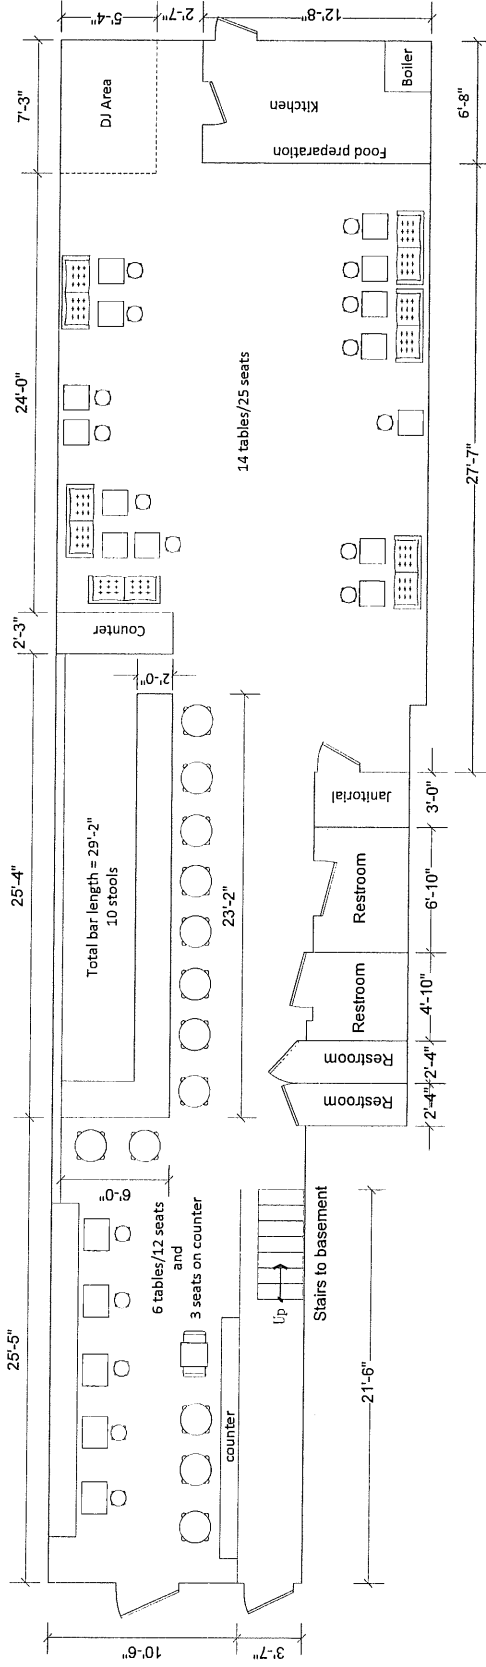 5'-4"
2'-7"
12'-8"
7'-3"
DJ Area
Kitchen
Boiler
6'-8"
Food preparation
24'-0"
14 tables/25 seats
27'-7"
2'-3"
Counter
2'-0"
25'-4"
Total bar length = 29'-2"
10 stools
23'-2"
Janitorial
3'-0"
Restroom
6'-10"
Restroom
4'-10"
Restroom
2'-4"
Restroom
2'-4"
6'-0"
25'-5"
6 tables/12 seats
and
3 seats on counter
Up
Stairs to basement
counter
21'-6"
10'-6"
3'-7"